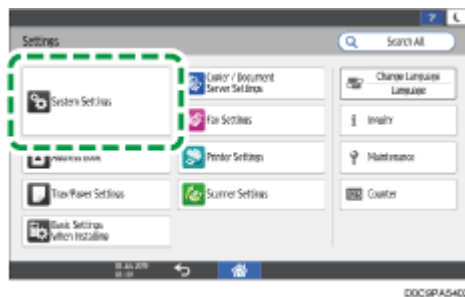 ?
Settings
Search All
System Settings
Copier / Document
Server Settings
Change Language
Language
Fax Settings
Inquiry
Address Book
Printer Settings
Maintenance
Tray/Paper Settings
Scanner Settings
Counter
Basic Settings
When Installing
D0C9PA5403